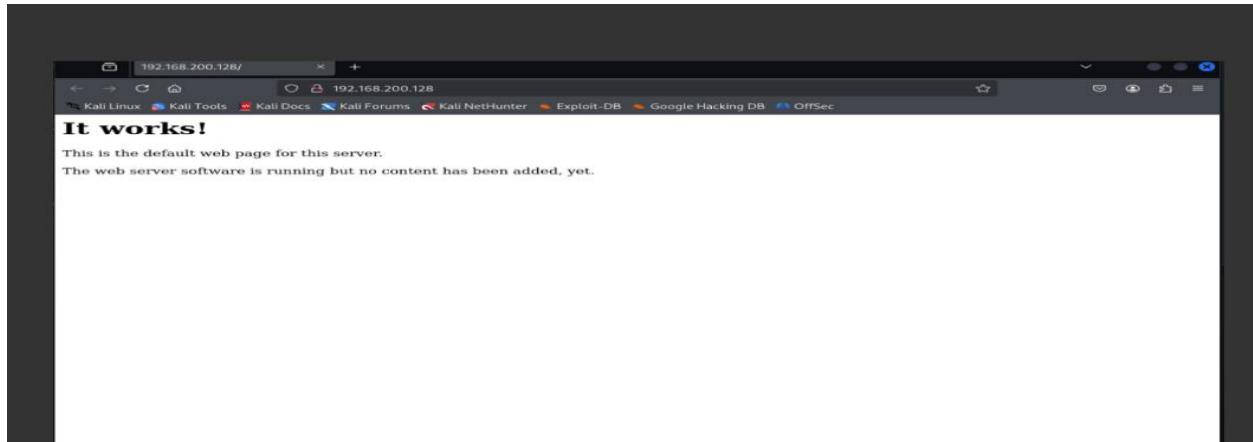 192.168.200.128/
192.168.200.128
Kali Linux Kali Tools Kali Docs Kali Forums Kali NetHunter Exploit-DB Google Hacking DB OffSec
It works!
This is the default web page for this server.
The web server software is running but no content has been added, yet.